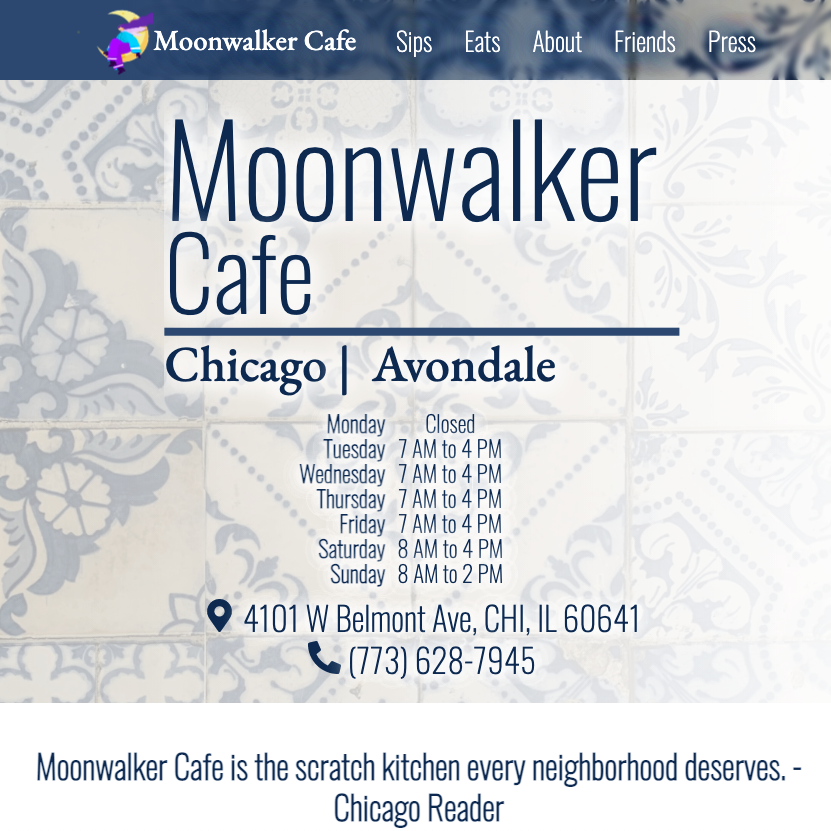 Moonwalker Cafe Sips Eats About Friends Press
Moonwalker
Cafe
Chicago | Avondale
Monday Closed
Tuesday 7 AM to 4 PM
Wednesday 7 AM to 4 PM
Thursday 7 AM to 4 PM
Friday 7 AM to 4 PM
Saturday 8 AM to 4 PM
Sunday 8 AM to 2 PM
4101 W Belmont Ave, CHI, IL 60641
(773) 628-7945
Moonwalker Cafe is the scratch kitchen every neighborhood deserves. -
Chicago Reader